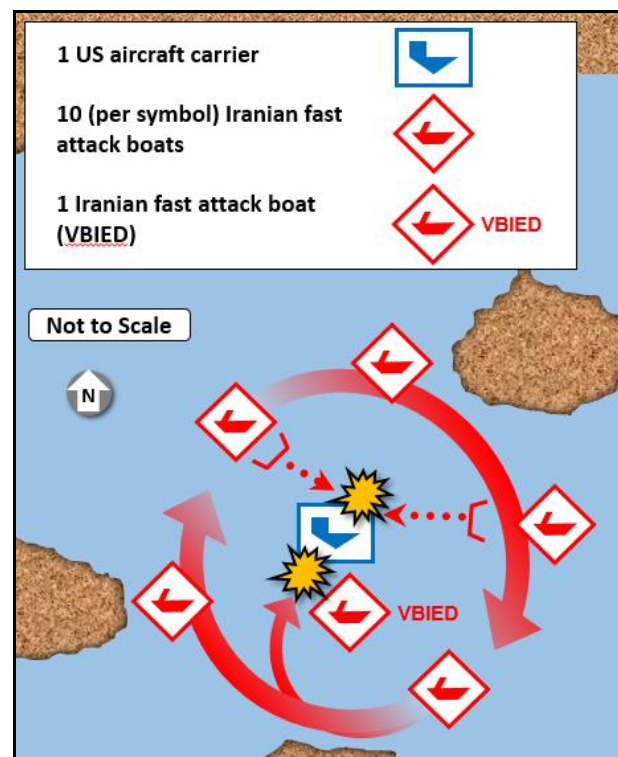 1 US aircraft carrier
10 (per symbol) Iranian fast
attack boats
1 Iranian fast attack boat
(VBIED)
VBIED
Not to Scale
N
VBIED